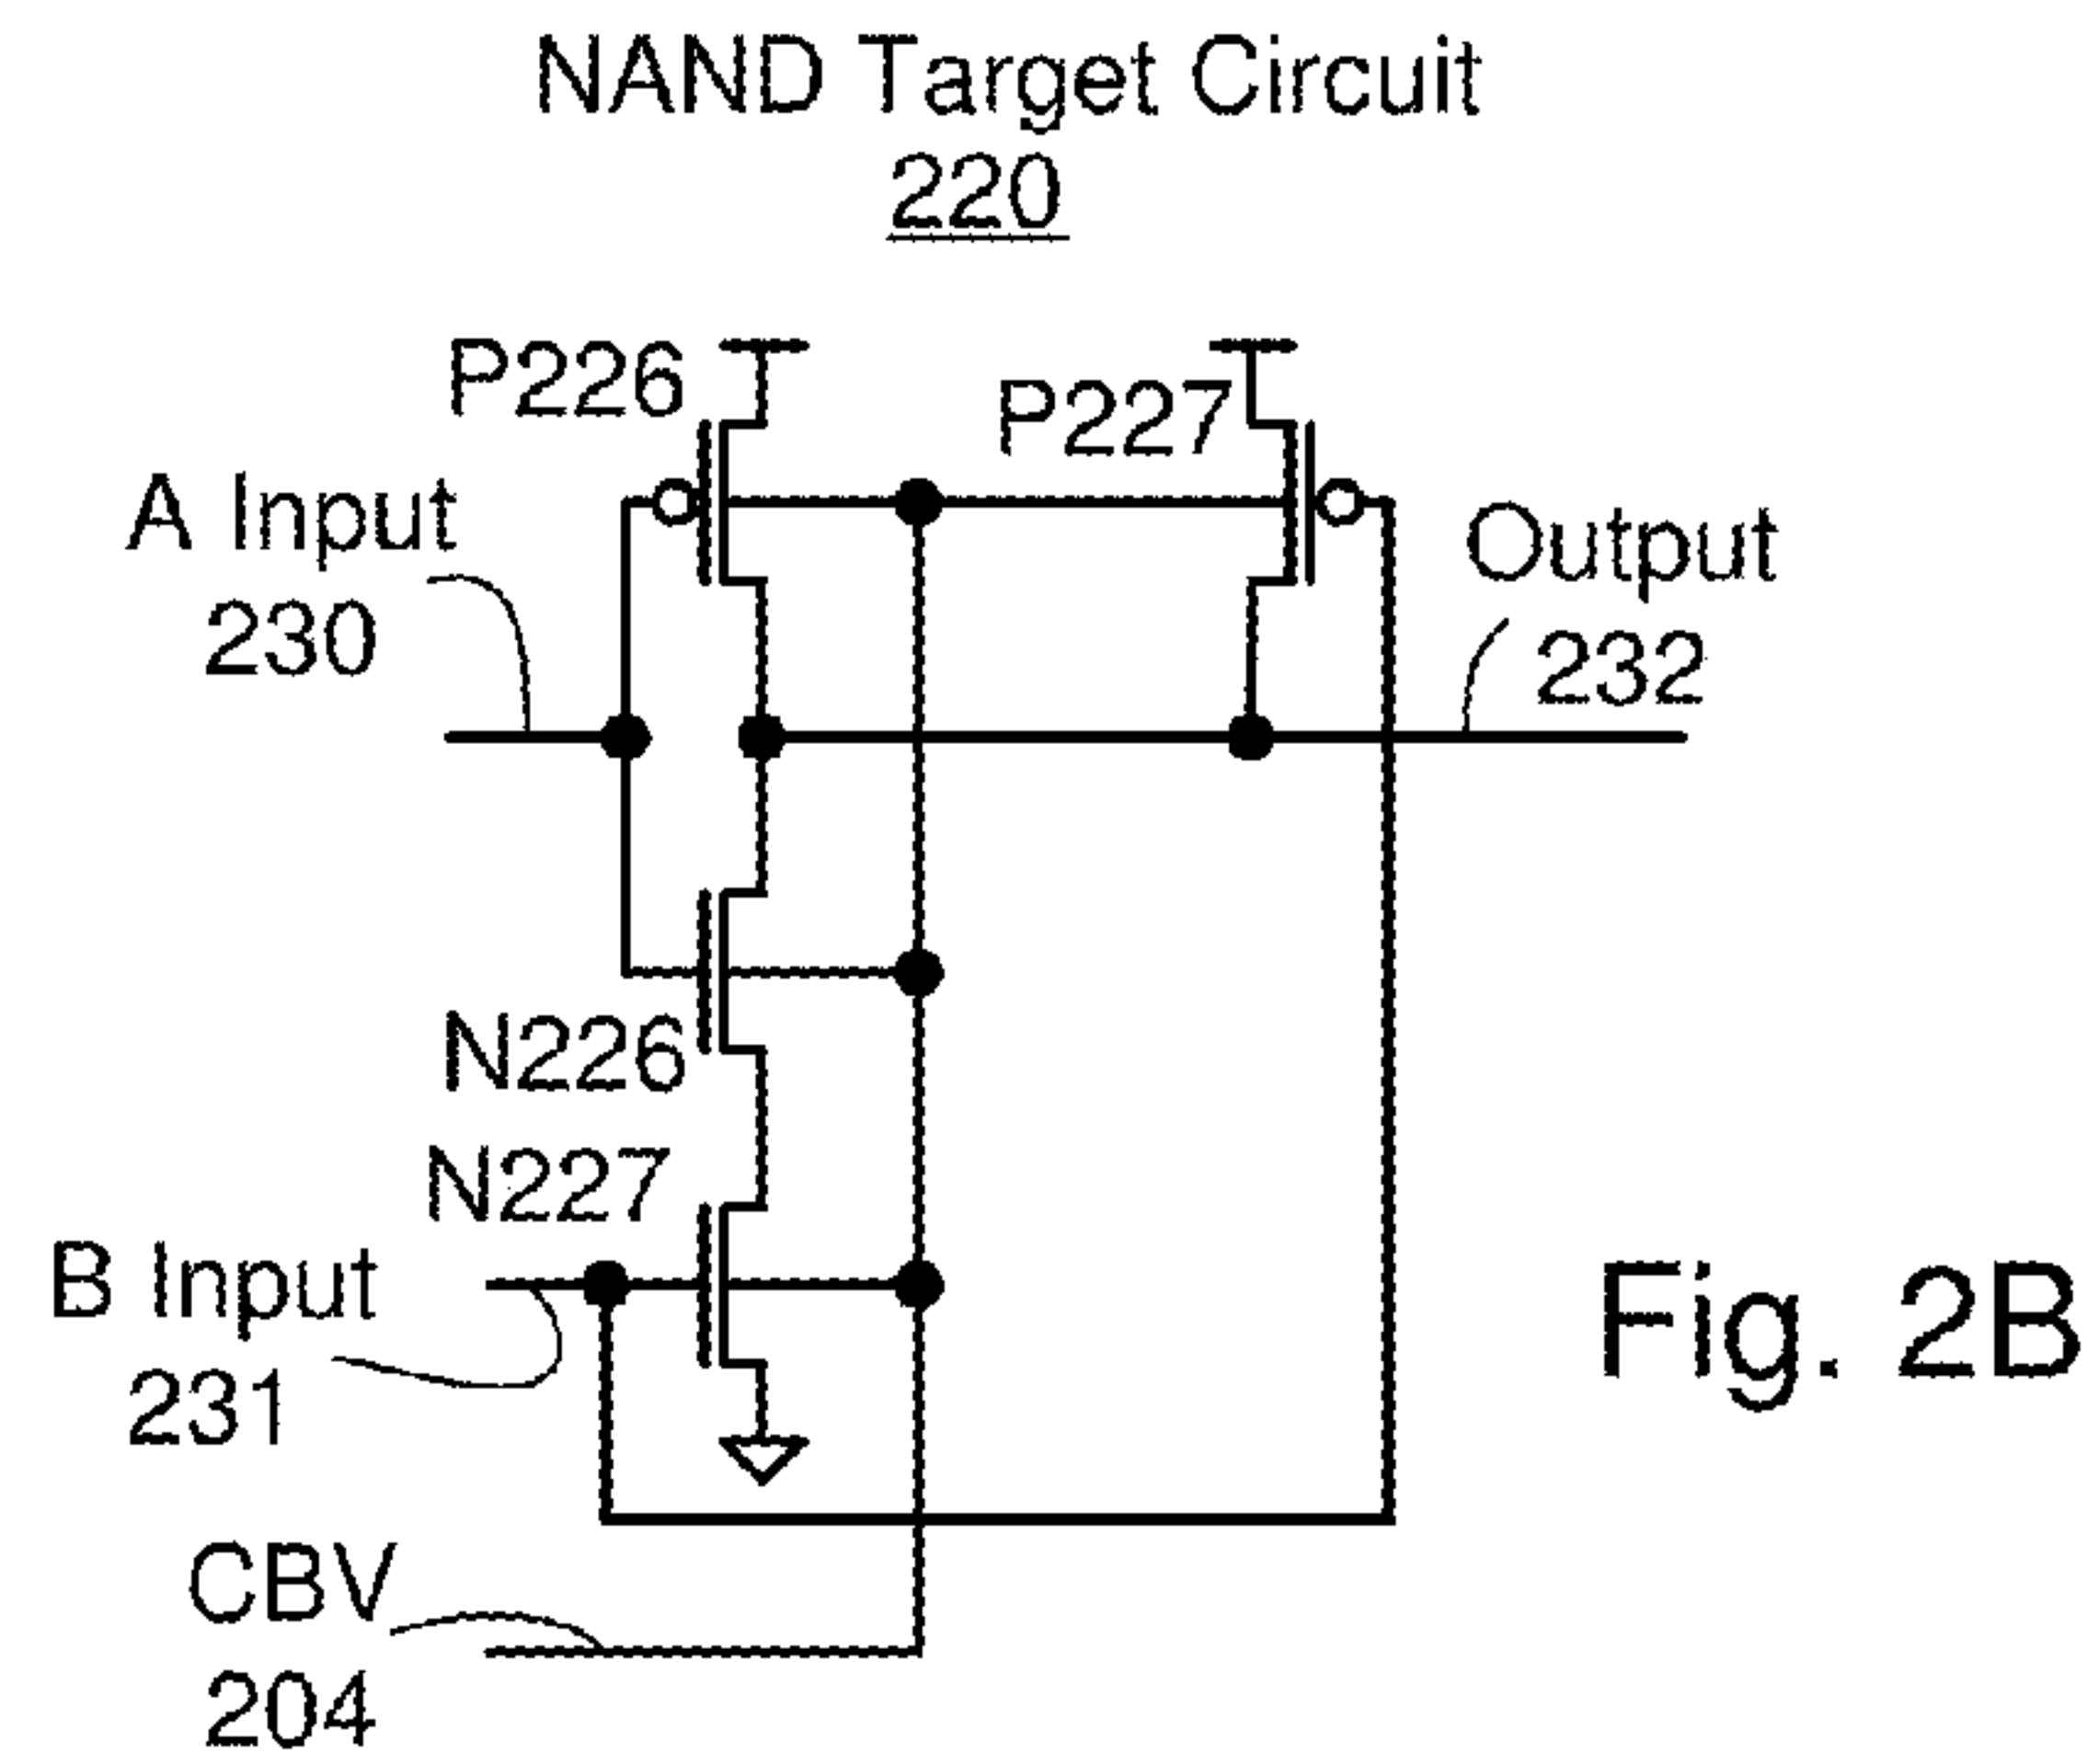 NAND Target Circuit
220
P226
P227
A Input
230
Output
232
N226
N227
B Input
231
CBV
204
Fig. 2B